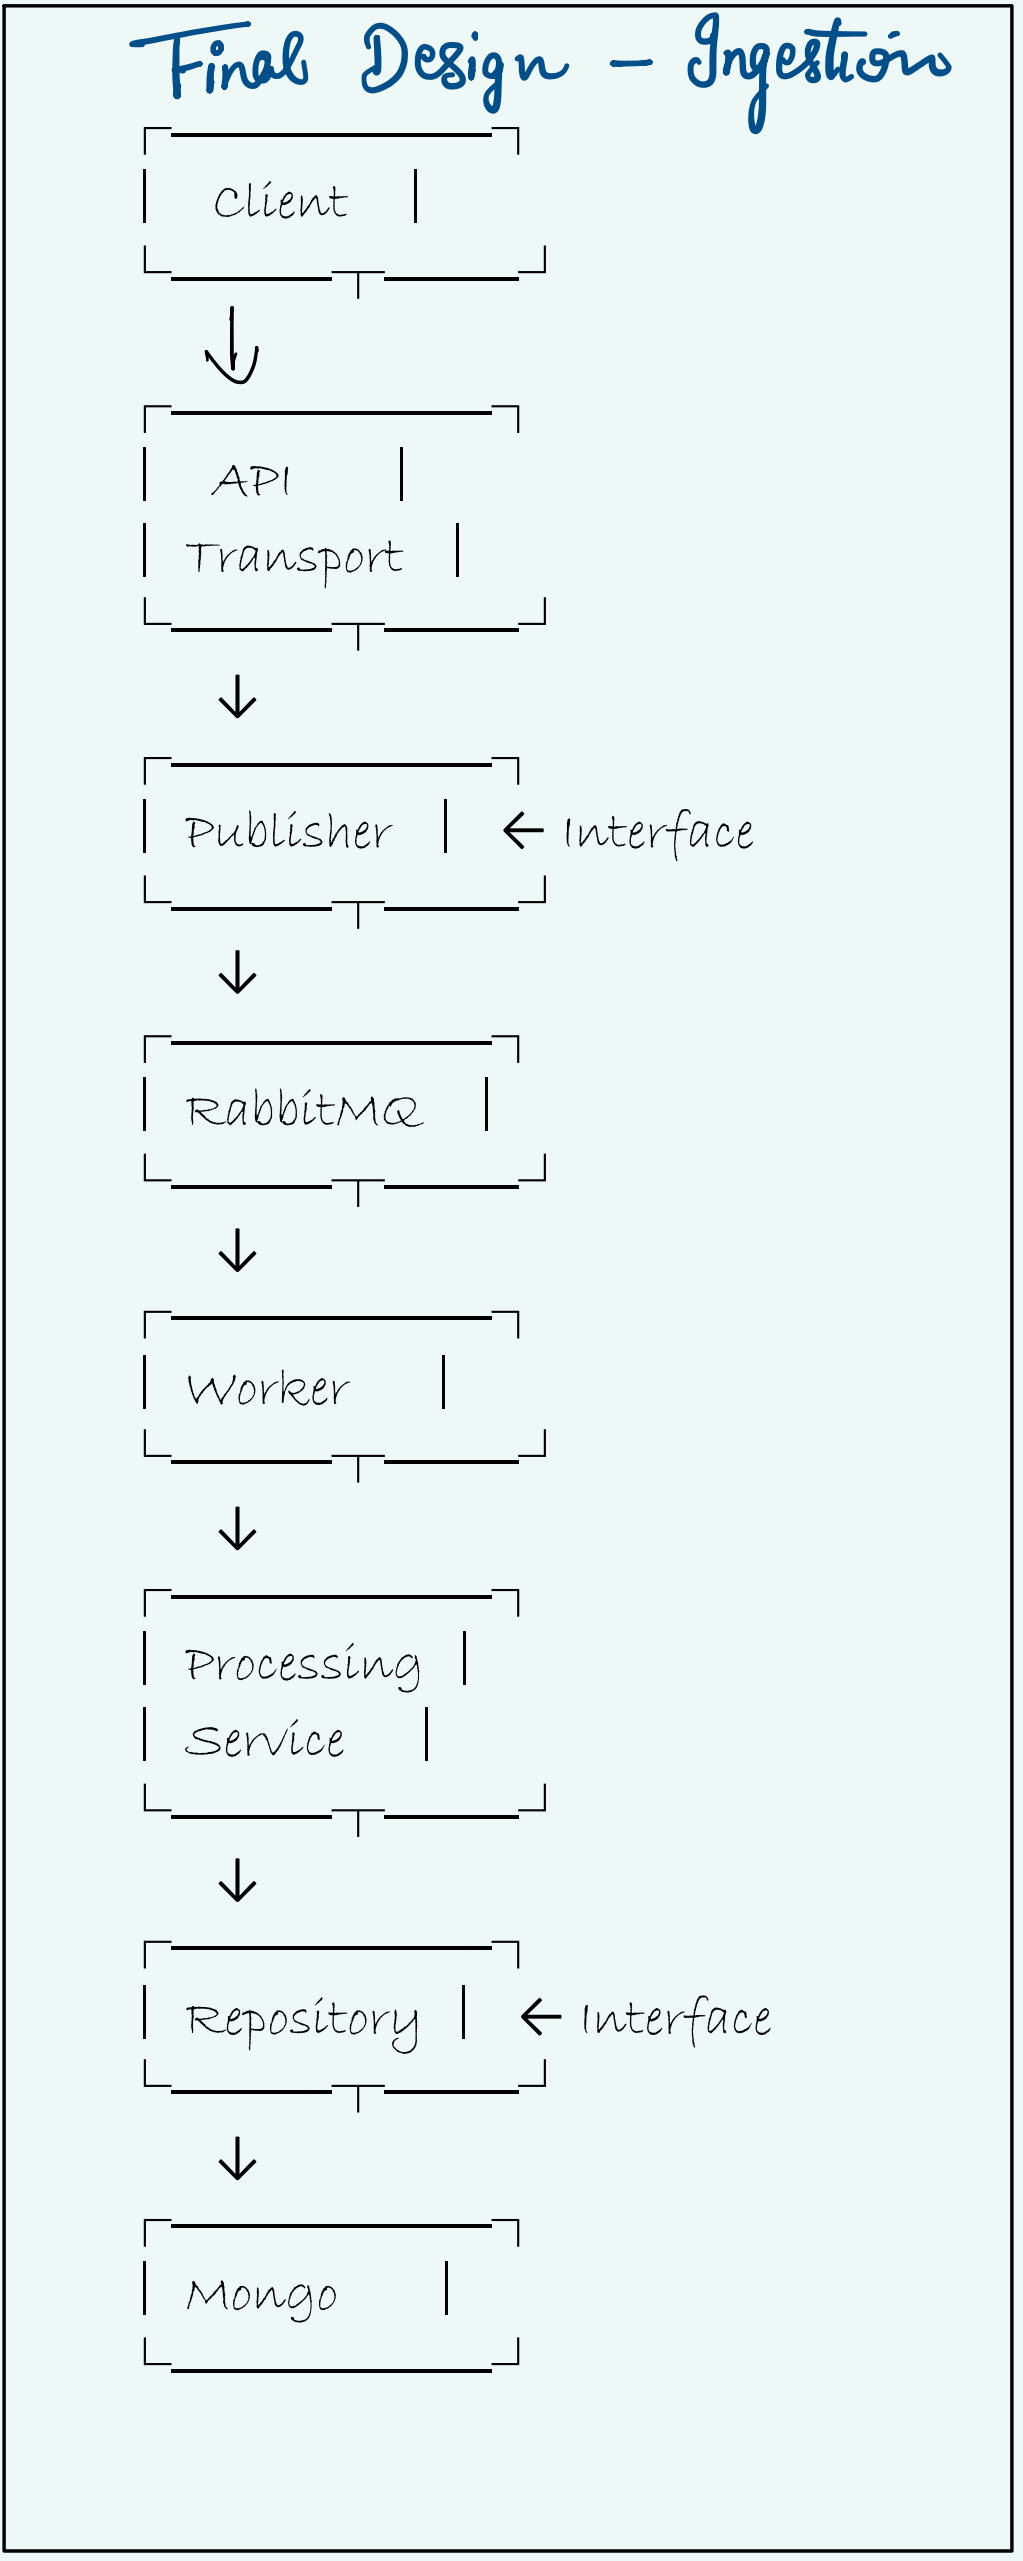 Final Design - Ingestion
Client
API
Transport
Publisher ← Interface
RabbitMQ
Worker
Processing
Service
Repository ← Interface
Mongo